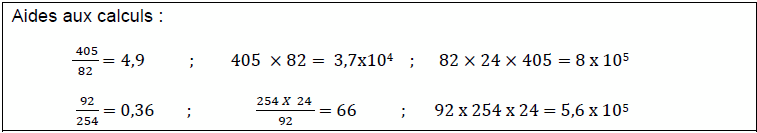 Aides aux calculs :
405/82 = 4,9 ; 405 × 82 = 3,7x10⁴ ; 82 × 24 × 405 = 8 x 10⁵
92/254 = 0,36 ; 254 X 24/92 = 66 ; 92 x 254 x 24 = 5,6 x 10⁵